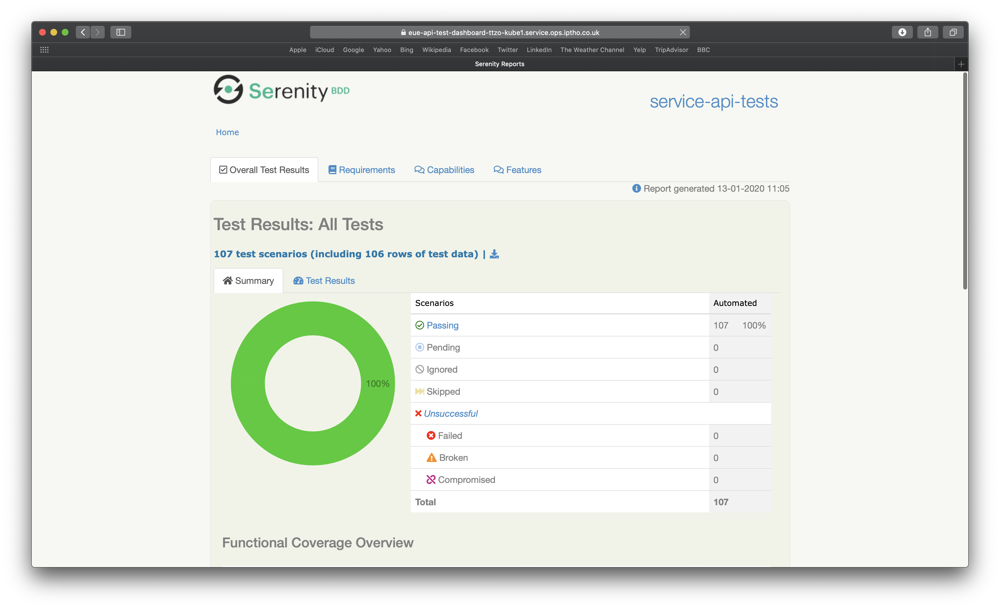 eue-api-test-dashboard-ttzo-kube1.service.ops.iptho.co.uk
Apple iCloud Google Yahoo Bing Wikipedia Facebook Twitter LinkedIn The Weather Channel Yelp TripAdvisor BBC
Serenity Reports
Serenity BDD
service-api-tests
Home
Overall Test Results Requirements Capabilities Features
Report generated 13-01-2020 11:05
Test Results: All Tests
107 test scenarios (including 106 rows of test data) |
Summary Test Results
Scenarios Automated
Passing 107 100%
Pending 0
Ignored 0
100%
Skipped 0
Unsuccessful
Failed 0
Broken 0
Compromised 0
Total 107
Functional Coverage Overview